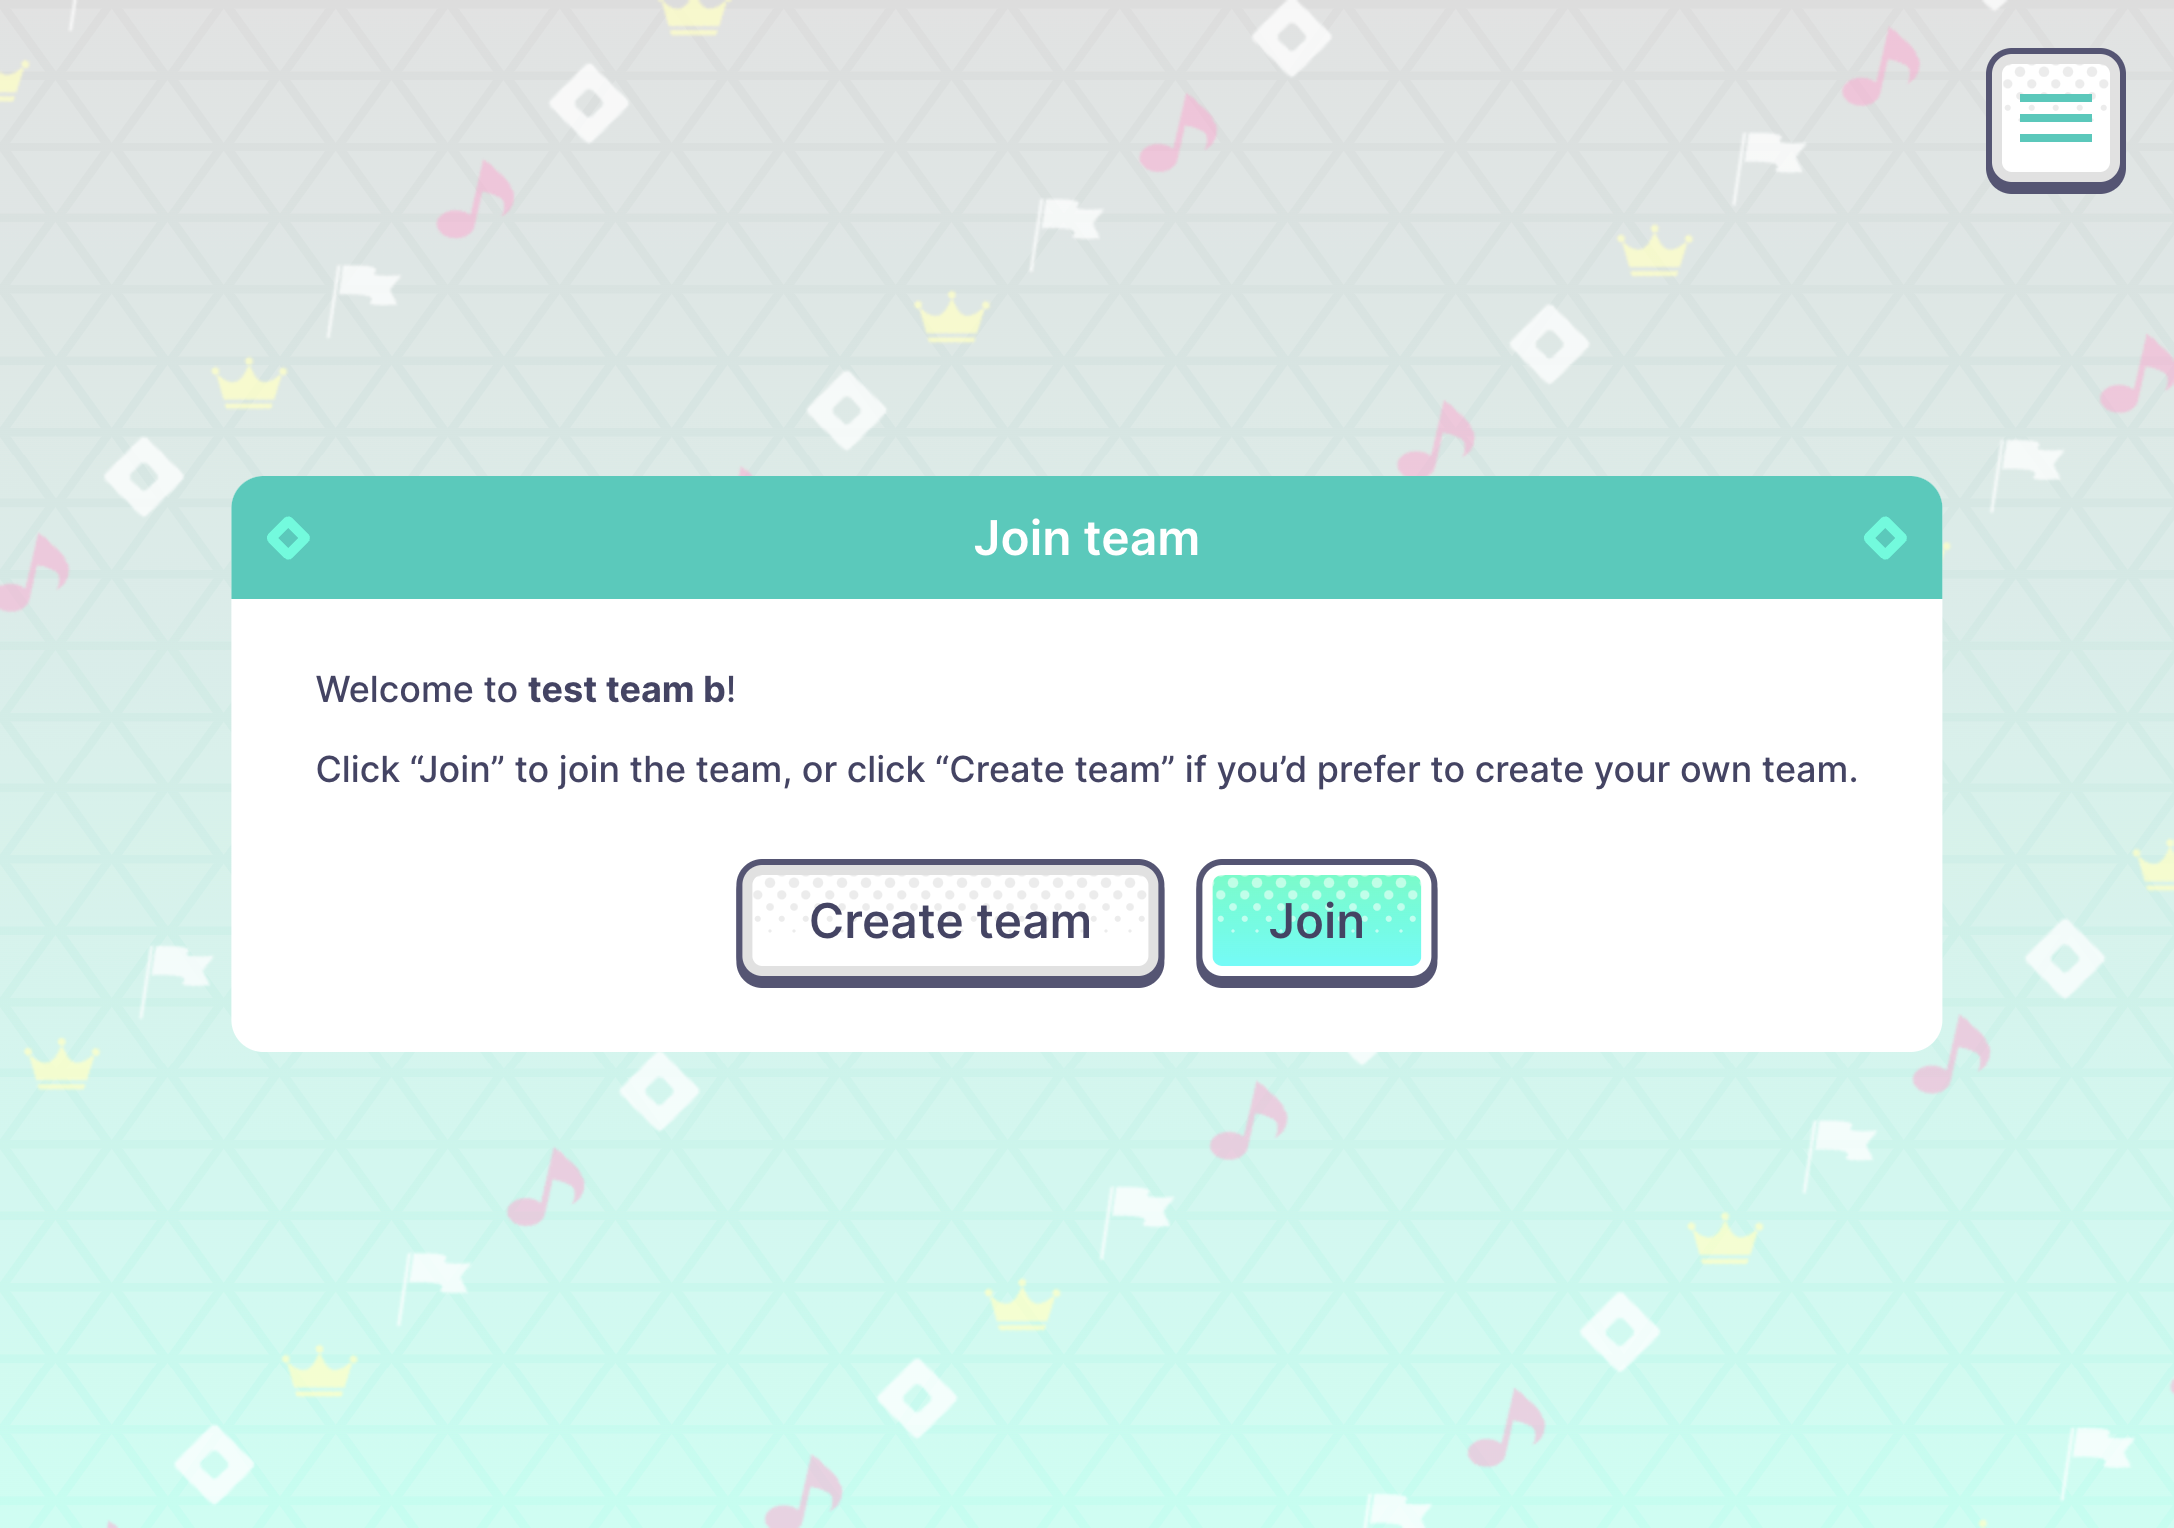 Join team
Welcome to test team b!
Click “Join” to join the team, or click “Create team” if you’d prefer to create your own team.
Create team
Join